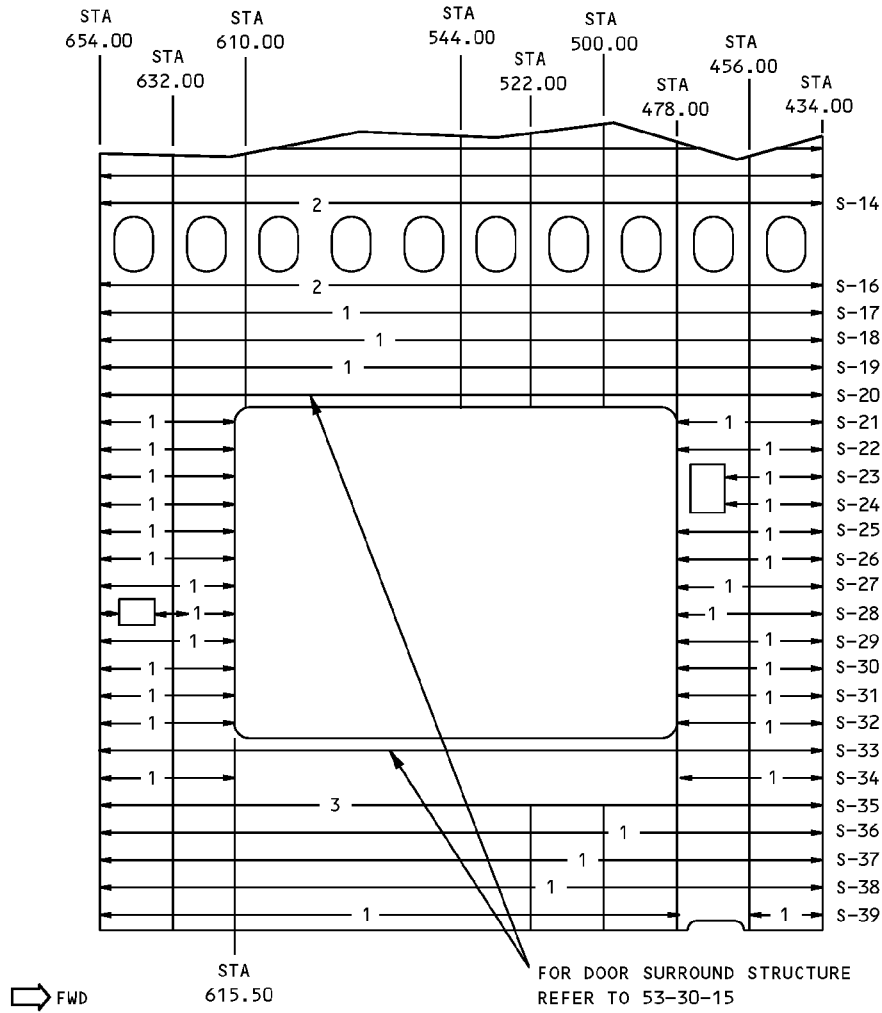 STA
654.00
STA
632.00
STA
610.00
STA
544.00
STA
522.00
STA
500.00
STA
478.00
STA
456.00
STA
434.00
2 S-14
2 S-16
1 S-17
1 S-18
1 S-19
S-20
1 1 S-21
1 1 S-22
1 1 S-23
1 1 S-24
1 1 S-25
1 1 S-26
1 1 S-27
1 1 S-28
1 1 S-29
1 1 S-30
1 1 S-31
1 1 S-32
S-33
1 1 S-34
3 S-35
1 S-36
1 S-37
1 S-38
1 1 S-39
STA
615.50
FOR DOOR SURROUND STRUCTURE
REFER TO 53-30-15
FWD